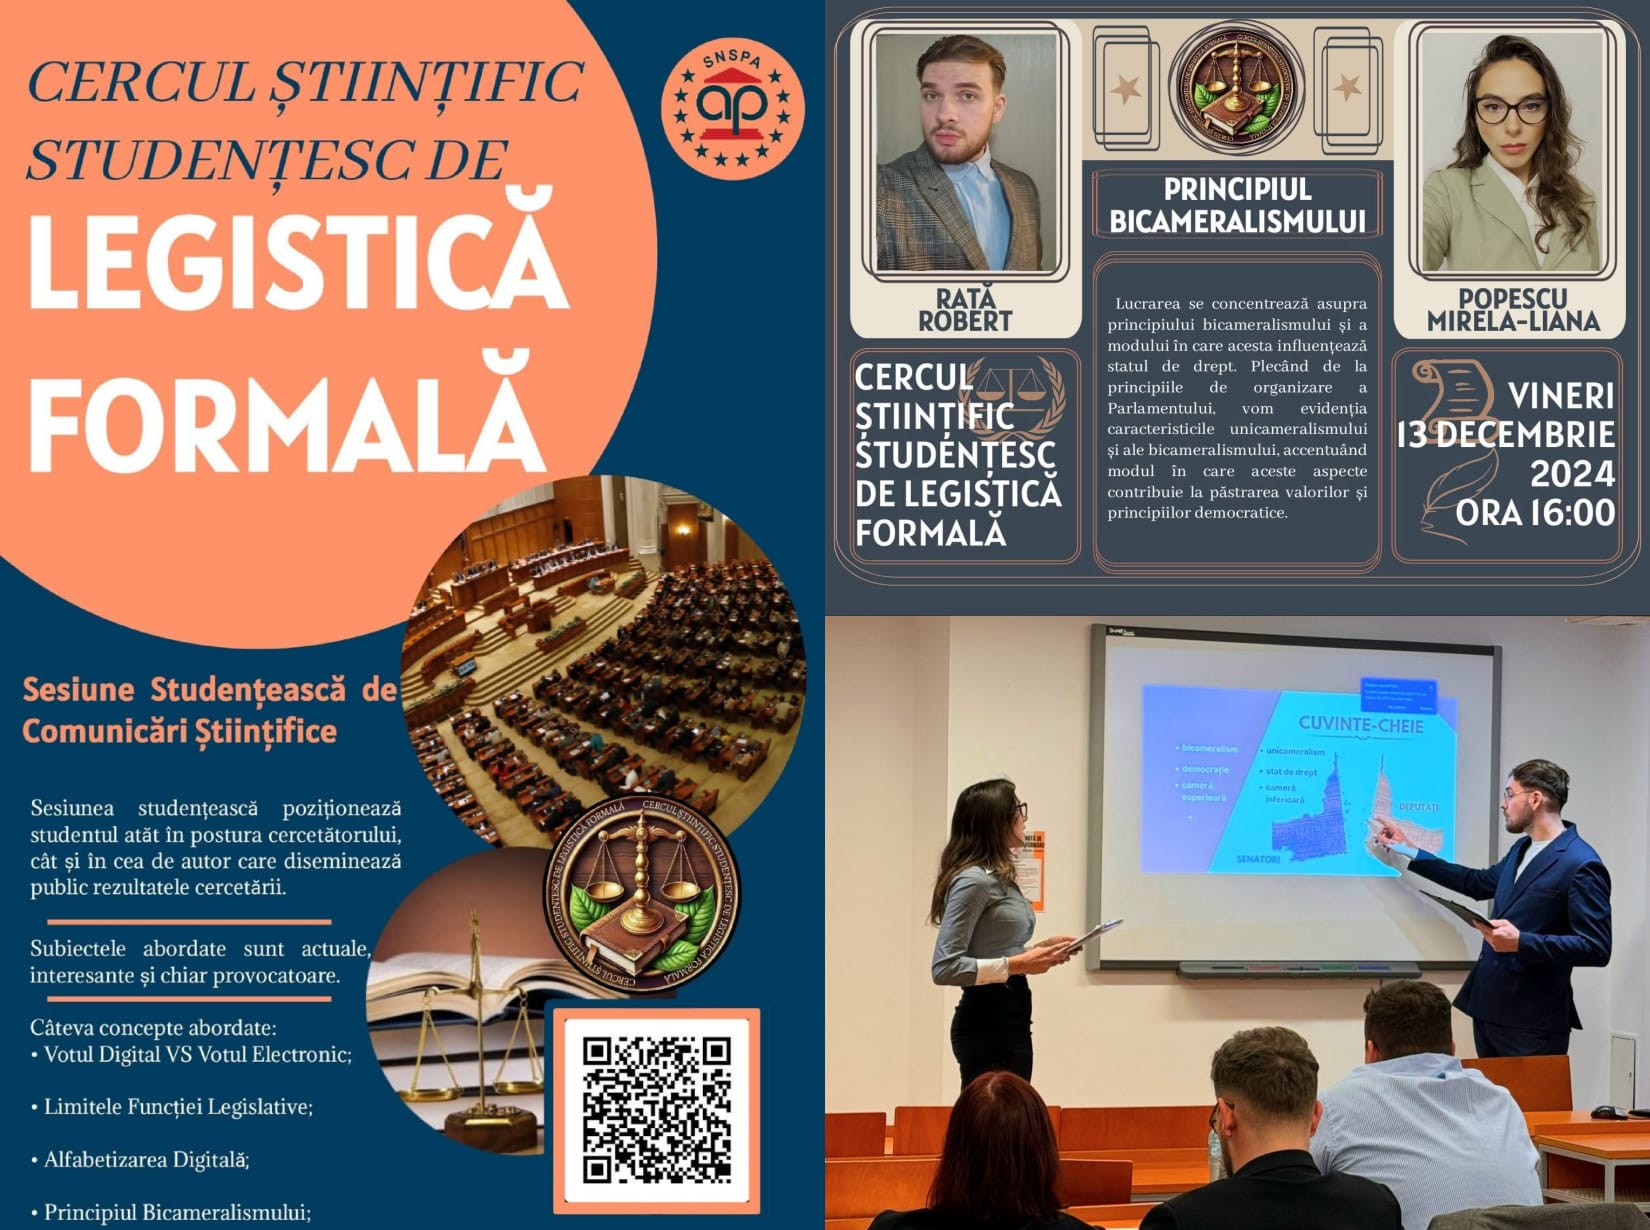 CERCUL ȘTIINȚIFIC
STUDENȚESC DE
LEGISTICĂ
FORMALĂ
SNSPA
ap
Sesiune Studențească de
Comunicări Științifice
Sesiunea studențească poziționează
studentul atăt în postura cercetătorului,
cât și în cea de autor care diseminează
public rezultatele cercetării.
Subiectele abordate sunt actuale,
interesante și chiar provocatoare.
Câteva concepte abordate:
• Votul Digital VS Votul Electronic;
• Limitele Funcției Legislative;
• Alfabetizarea Digitală;
• Principiul Bicameralismului;
CERCUL ȘTIINȚIFIC STUDENȚESC DE LEGISTICĂ FORMALĂ
RATĂ
ROBERT
PRINCIPIUL
BICAMERALISMULUI
POPESCU
MIRELA-LIANA
CERCUL
ȘTIINȚIFIC
STUDENȚESC
DE LEGISTICĂ
FORMALĂ
Lucrarea se concentrează asupra
principiului bicameralismului și a
modului în care acesta influențează
statul de drept. Plecând de la
principiile de organizare a
Parlamentului, vom evidenția
caracteristicile unicameralismului
și ale bicameralismului, accentuând
modul în care aceste aspecte
contribuie la păstrarea valorilor și
principiilor democratice.
VINERI
13 DECEMBRIE
2024
ORA 16:00
CUVINTE-CHEIE
• bicameralism
• democrație
• cameră
superioară
• unicameralism
• stat de drept
• cameră
inferioară
DEPUTAȚI
SENATORI